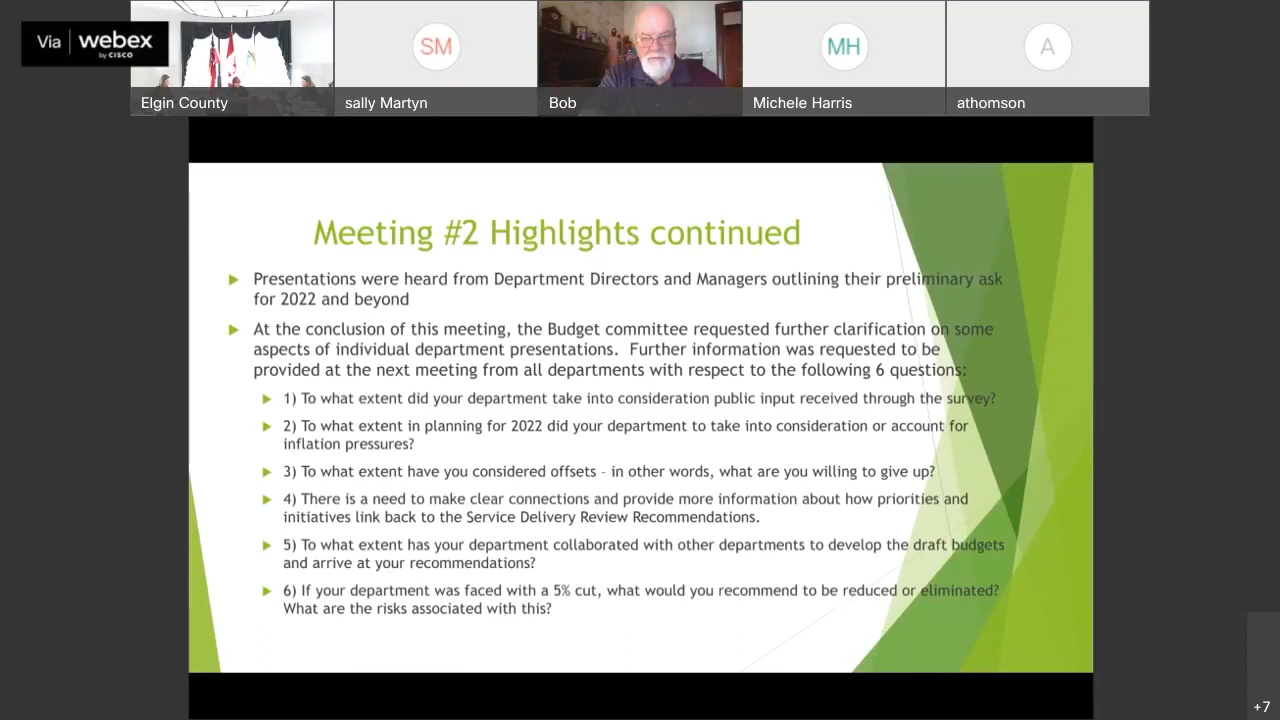 Via webex
by CISCO
SM
MH
A
Elgin County
sally Martyn
Bob
Michele Harris
athomson
Meeting #2 Highlights continued
Presentations were heard from Department Directors and Managers outlining their preliminary ask
for 2022 and beyond
At the conclusion of this meeting, the Budget committee requested further clarification on some
aspects of individual department presentations. Further information was requested to be
provided at the next meeting from all departments with respect to the following 6 questions:
1) To what extent did your department take into consideration public input received through the survey?
2) To what extent in planning for 2022 did your department to take into consideration or account for
inflation pressures?
3) To what extent have you considered offsets – in other words, what are you willing to give up?
4) There is a need to make clear connections and provide more information about how priorities and
initiatives link back to the Service Delivery Review Recommendations.
5) To what extent has your department collaborated with other departments to develop the draft budgets
and arrive at your recommendations?
6) If your department was faced with a 5% cut, what would you recommend to be reduced or eliminated?
What are the risks associated with this?
+7